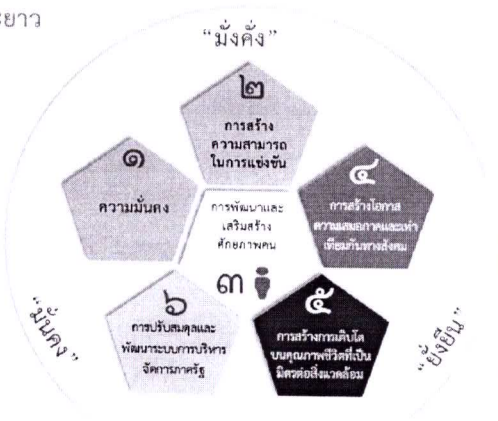 ะยาว
“มั่งคั่ง”
๒
การสร้าง
ความสามารถ
ในการแข่งขัน
๑
ความมั่นคง
๔
การสร้างโอกาส
ความเสมอภาคและเท่า
เทียมกันทางสังคม
การพัฒนาและ
เสริมสร้าง
ศักยภาพคน
๓
๖
การปรับสมดุลและ
พัฒนาระบบการบริหาร
จัดการภาครัฐ
๕
การสร้างการเติบโต
บนคุณภาพชีวิตที่เป็น
มิตรต่อสิ่งแวดล้อม
“มั่นคง”
“ยั่งยืน”